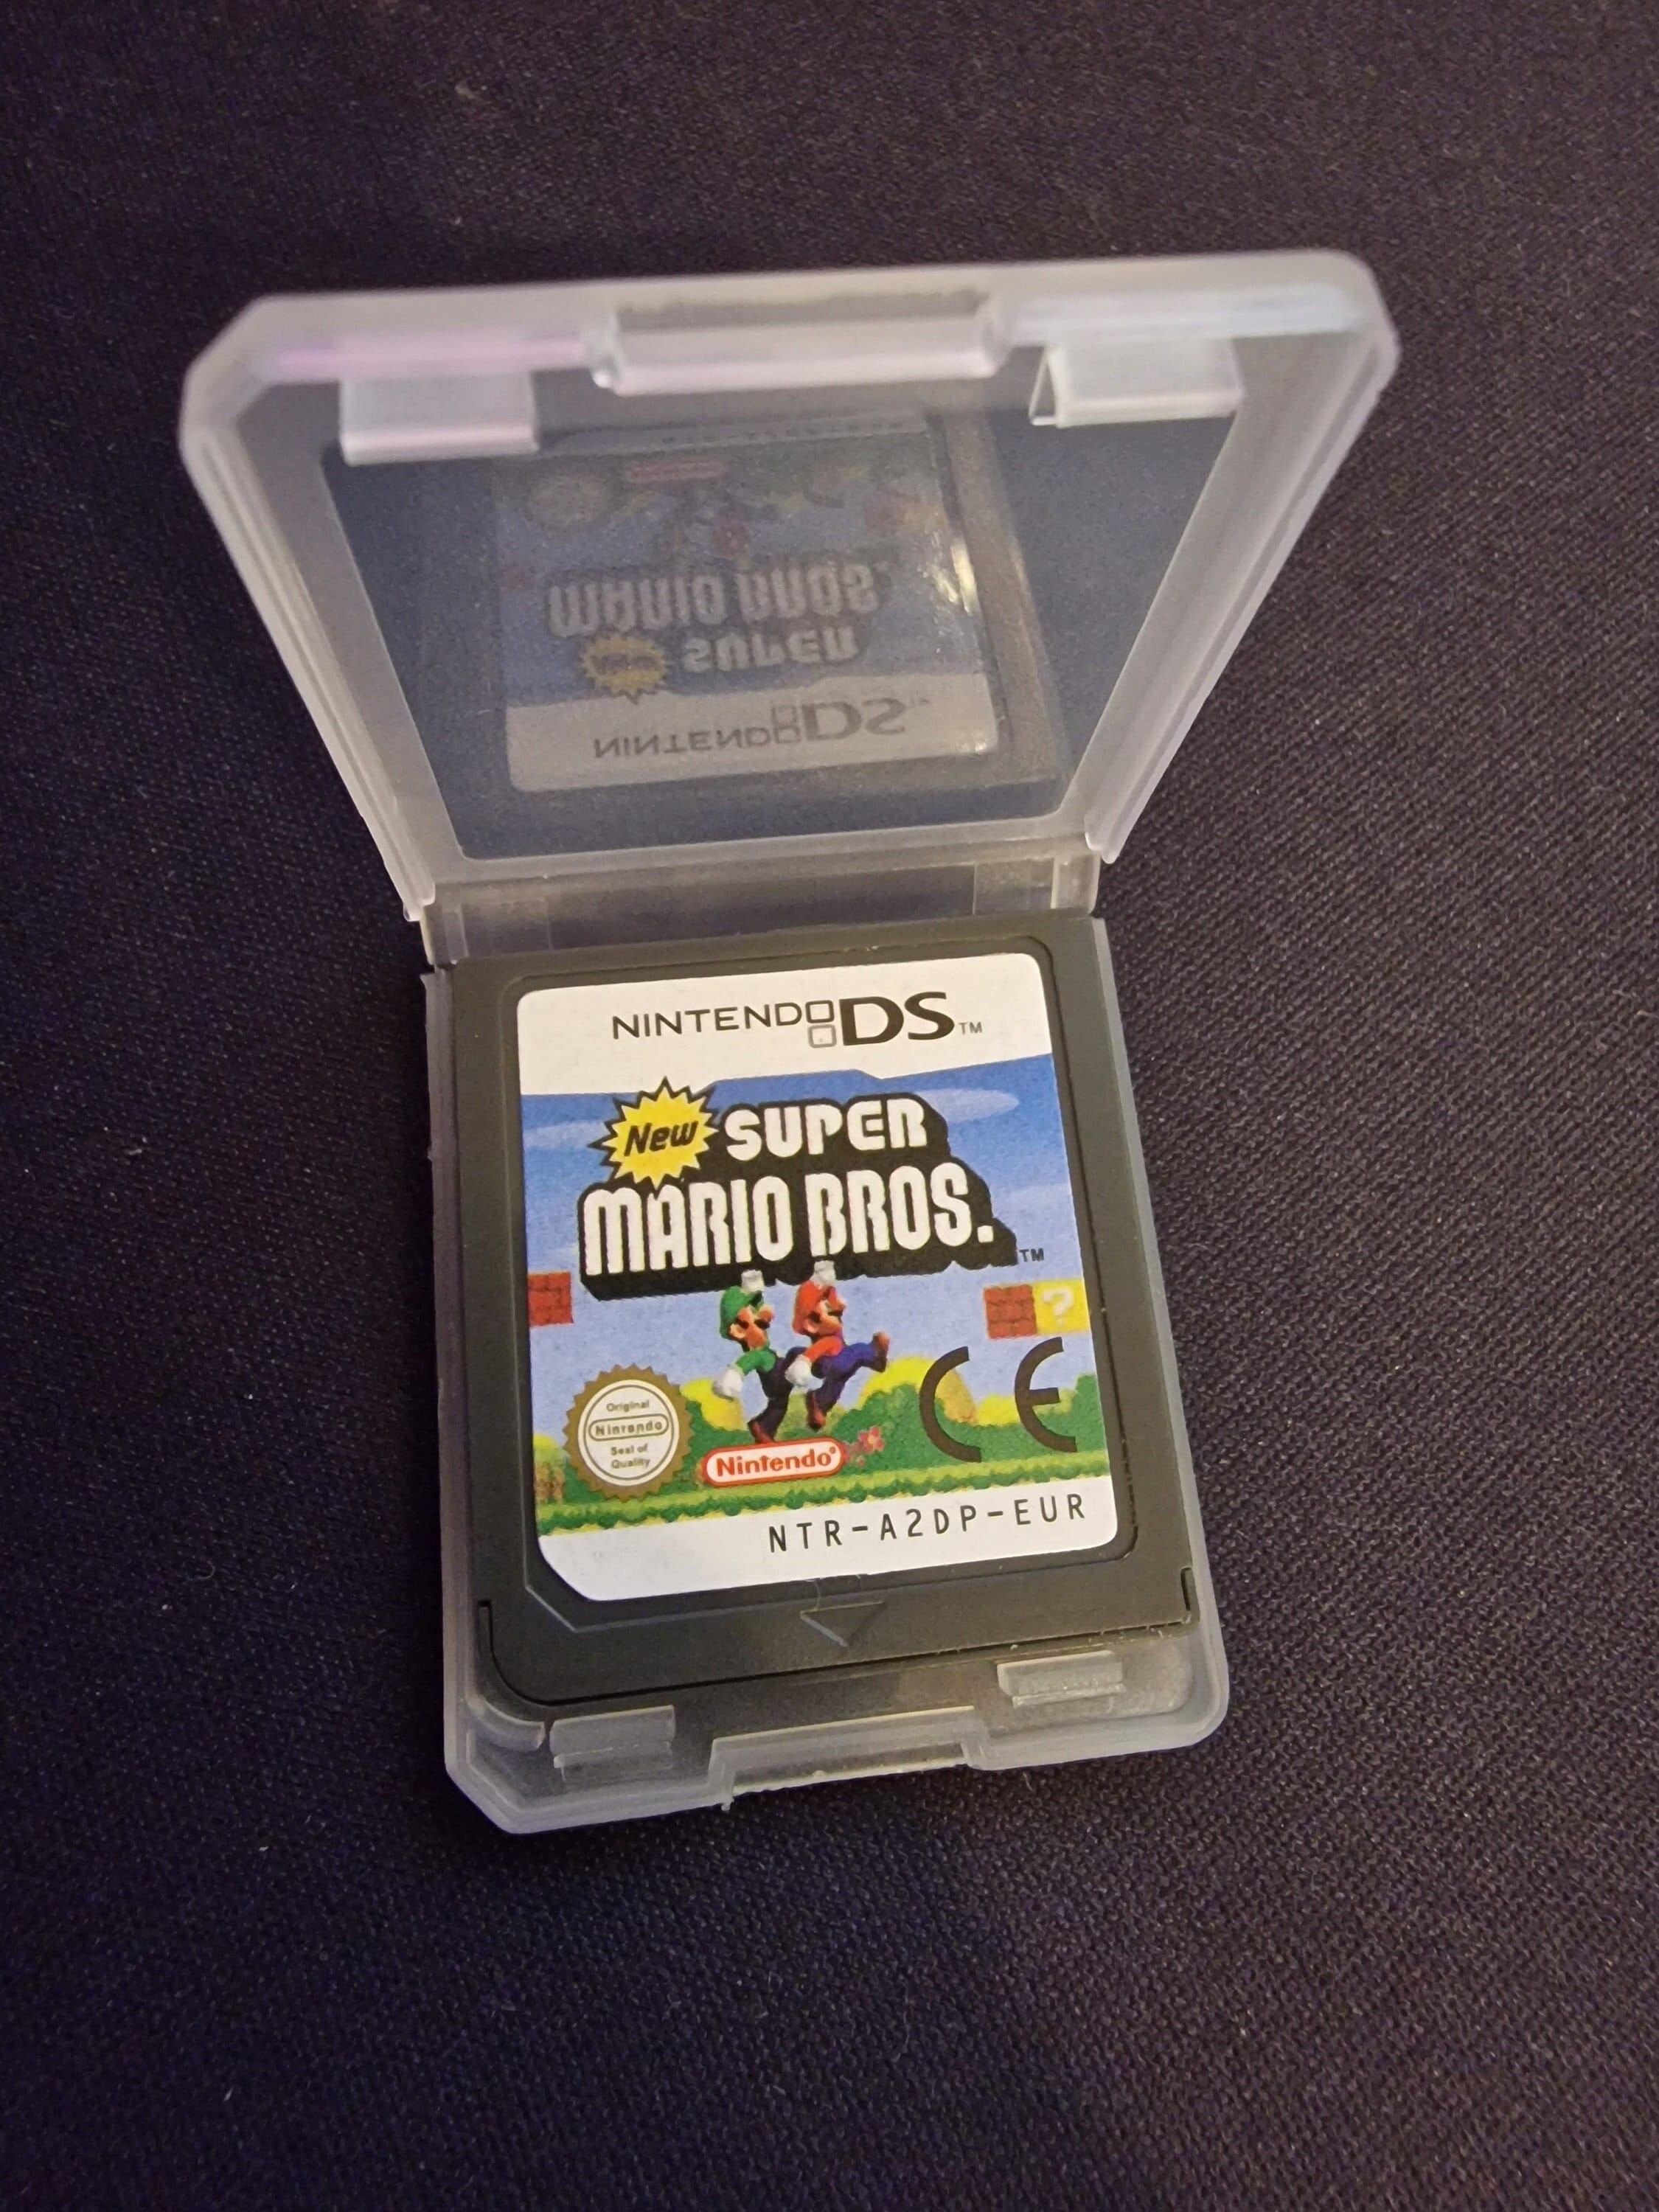 NINTENDO DS™
New SUPER
MARIO BROS.™
?
Original
Nintendo
Seal of
Quality
Nintendo®
CE
NTR-A2DP-EUR